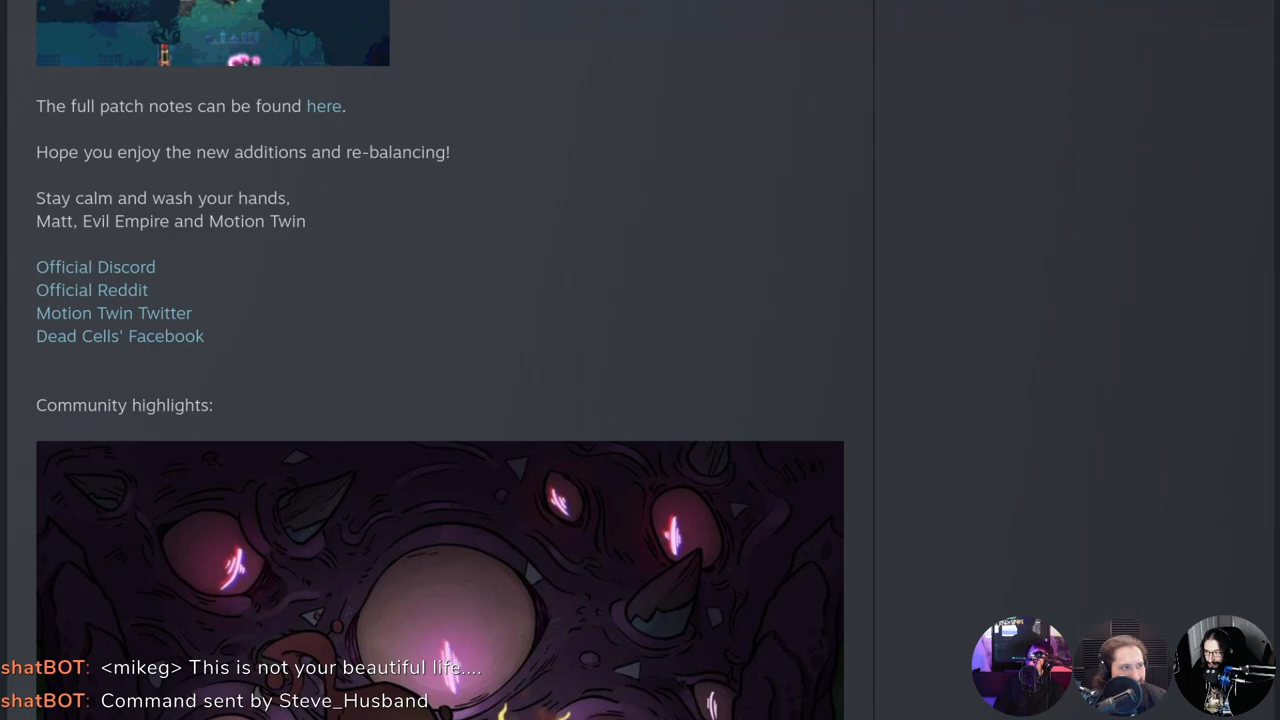 The full patch notes can be found here.
Hope you enjoy the new additions and re-balancing!
Stay calm and wash your hands,
Matt, Evil Empire and Motion Twin
Official Discord
Official Reddit
Motion Twin Twitter
Dead Cells' Facebook
Community highlights:
shatBOT: <mikeg> This is not your beautiful life....
shatBOT: Command sent by Steve_Husband